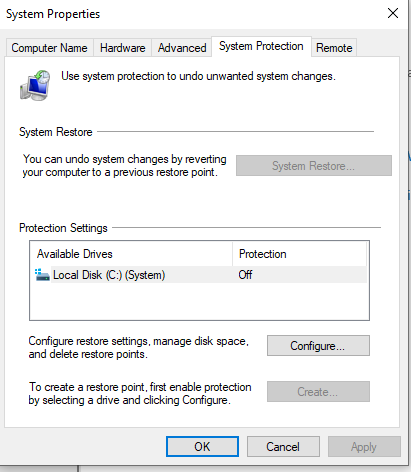 System Properties
Computer Name Hardware Advanced System Protection Remote
Use system protection to undo unwanted system changes.
System Restore
You can undo system changes by reverting
your computer to a previous restore point.
System Restore...
Protection Settings
Available Drives Protection
Local Disk (C:) (System) Off
Configure restore settings, manage disk space,
and delete restore points.
Configure...
To create a restore point, first enable protection
by selecting a drive and clicking Configure.
Create...
OK Cancel Apply